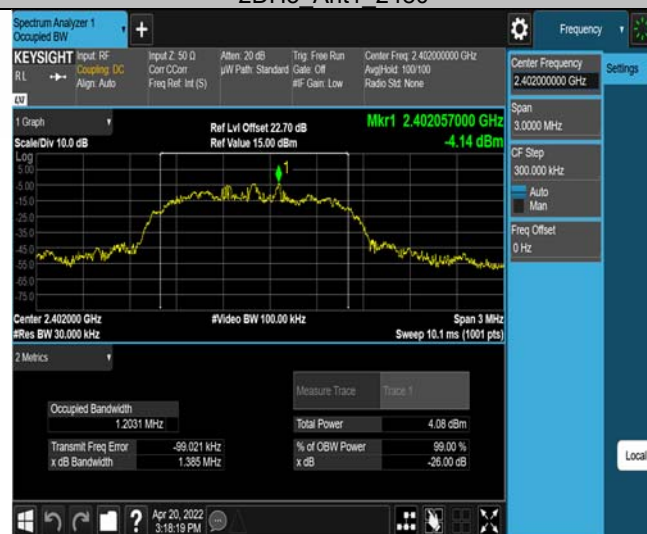 Spectrum Analyzer 1
Occupied BW
+
Frequency
KEYSIGHT
Input: RF
Coupling: DC
Align: Auto
RL
Input Z: 50 Ω
Corr CCorr
Freq Ref: Int (S)
Atten: 20 dB
µW Path: Standard
Trig: Free Run
Gate: Off
#IF Gain: Low
Center Freq: 2.402000000 GHz
Avg|Hold: 100/100
Radio Std: None
LXI
Center Frequency
2.402000000 GHz
Settings
Span
3.0000 MHz
CF Step
300.000 kHz
Auto
Man
Freq Offset
0 Hz
1 Graph
Scale/Div 10.0 dB
Ref Lvl Offset 22.70 dB
Ref Value 15.00 dBm
Mkr1 2.402057000 GHz
-4.14 dBm
Log
5.00
-5.00
-15.0
-25.0
-35.0
-45.0
-55.0
-65.0
-75.0
1
Center 2.402000 GHz
#Res BW 30.000 kHz
#Video BW 100.00 kHz
Span 3 MHz
Sweep 10.1 ms (1001 pts)
2 Metrics
Measure Trace
Trace 1
Occupied Bandwidth
1.2031 MHz
Total Power
4.08 dBm
Transmit Freq Error
-99.021 kHz
% of OBW Power
99.00 %
x dB Bandwidth
1.385 MHz
x dB
-26.00 dB
Local
?
Apr 20, 2022
3:18:19 PM